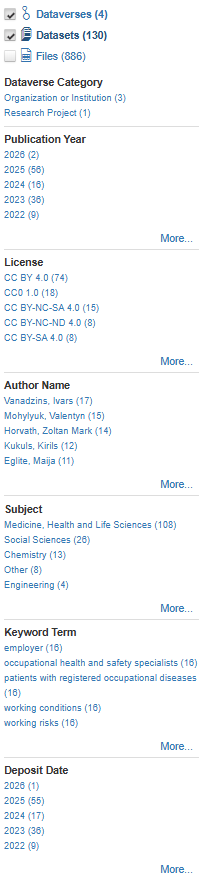 Dataverses (4)
Datasets (130)
Files (886)
Dataverse Category
Organization or Institution (3)
Research Project (1)
Publication Year
2026 (2)
2025 (56)
2024 (16)
2023 (36)
2022 (9)
More...
License
CC BY 4.0 (74)
CC0 1.0 (18)
CC BY-NC-SA 4.0 (15)
CC BY-NC-ND 4.0 (8)
CC BY-SA 4.0 (8)
More...
Author Name
Vanadzins, Ivars (17)
Mohylyuk, Valentyn (15)
Horvath, Zoltan Mark (14)
Kukuls, Kirils (12)
Eglite, Maija (11)
More...
Subject
Medicine, Health and Life Sciences (108)
Social Sciences (26)
Chemistry (13)
Other (8)
Engineering (4)
More...
Keyword Term
employer (16)
occupational health and safety specialists (16)
patients with registered occupational diseases
(16)
working conditions (16)
working risks (16)
More...
Deposit Date
2026 (1)
2025 (55)
2024 (17)
2023 (36)
2022 (9)
More...